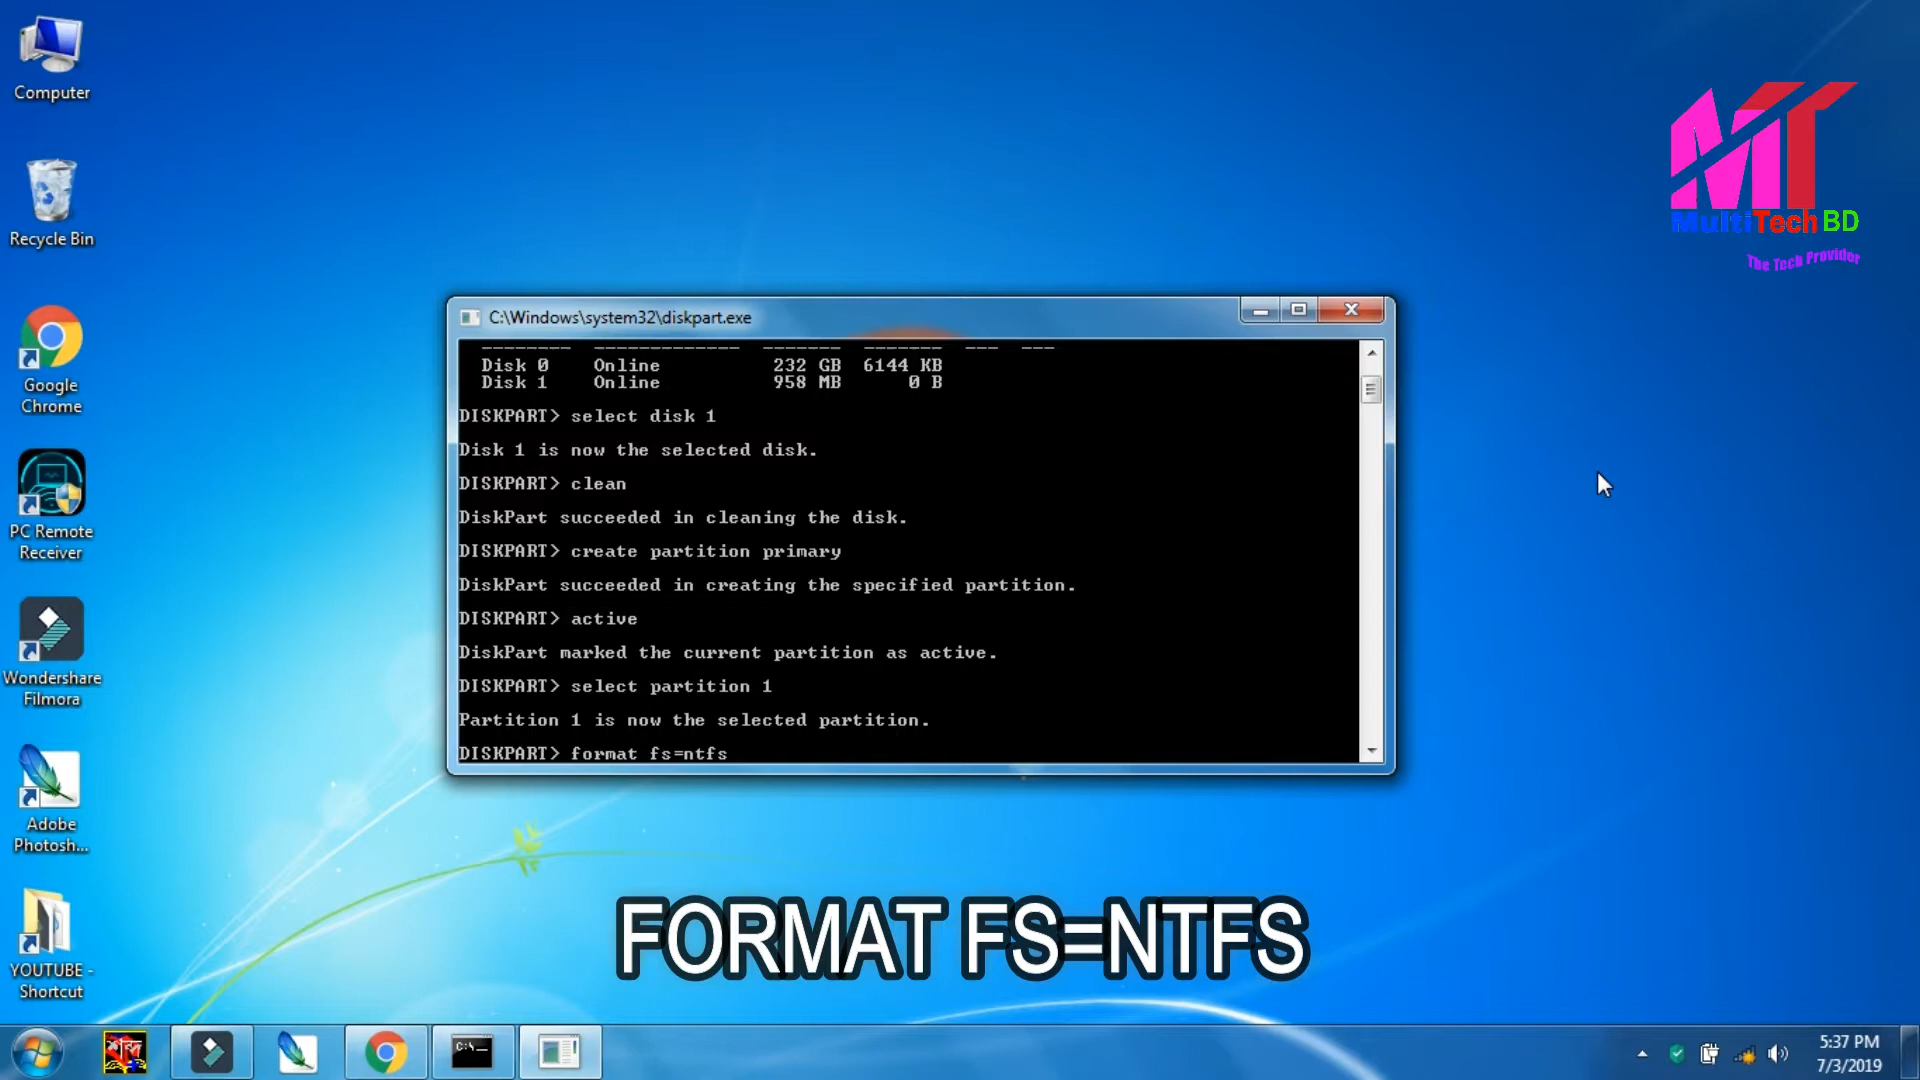 Computer
Recycle Bin
Google
Chrome
PC Remote
Receiver
Wondershare
Filmora
Adobe
Photosh...
YOUTUBE -
Shortcut
MT
MultiTech BD
The Tech Provider
C:\Windows\system32\diskpart.exe
-------- ------------- ------- ------- --- ---
Disk 0 Online 232 GB 6144 KB
Disk 1 Online 958 MB 0 B
DISKPART> select disk 1
Disk 1 is now the selected disk.
DISKPART> clean
DiskPart succeeded in cleaning the disk.
DISKPART> create partition primary
DiskPart succeeded in creating the specified partition.
DISKPART> active
DiskPart marked the current partition as active.
DISKPART> select partition 1
Partition 1 is now the selected partition.
DISKPART> format fs=ntfs
FORMAT FS=NTFS
C:\_
5:37 PM
7/3/2019